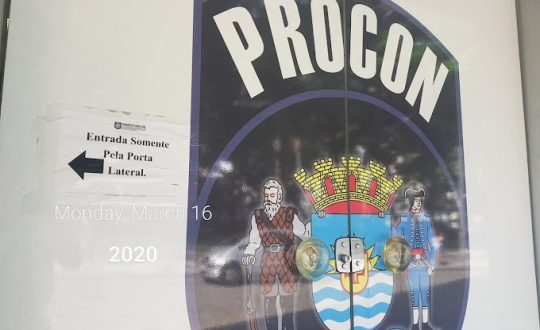 PROCON
Entrada Somente
Pela Porta
Lateral.
Monday, March 16
2020